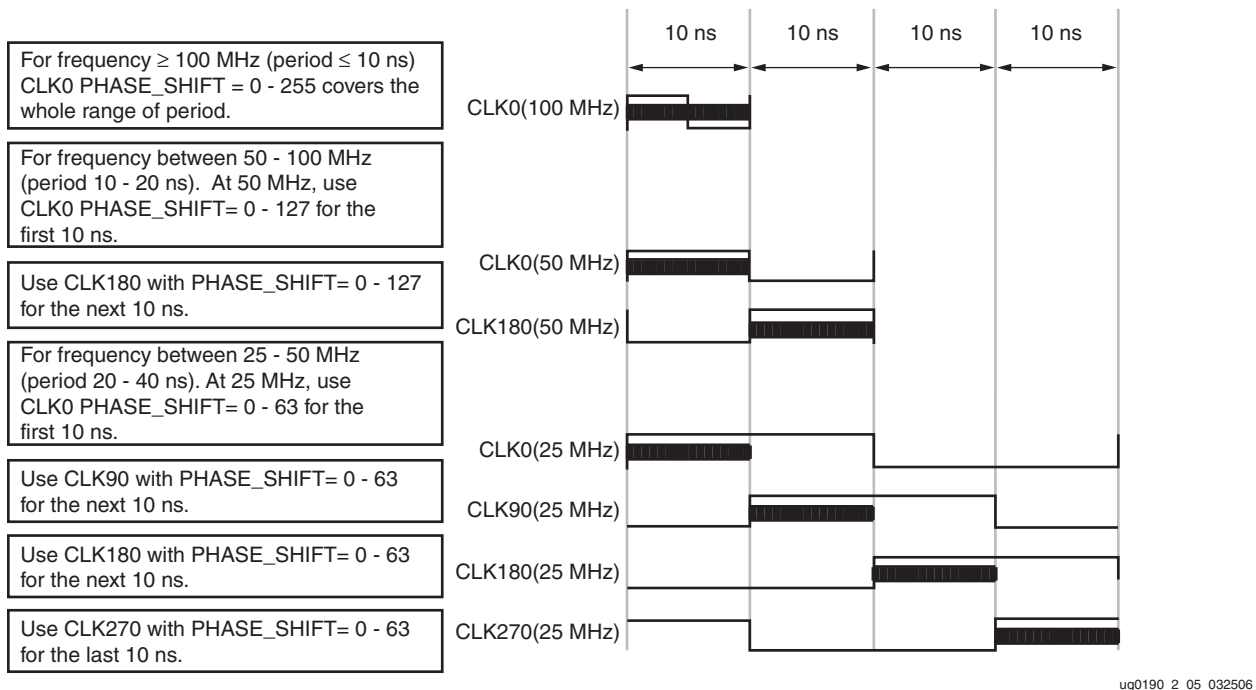 10 ns 10 ns 10 ns 10 ns
For frequency ≥ 100 MHz (period ≤ 10 ns)
CLK0 PHASE_SHIFT = 0 - 255 covers the
whole range of period.
CLK0(100 MHz)
For frequency between 50 - 100 MHz
(period 10 - 20 ns).  At 50 MHz, use
CLK0 PHASE_SHIFT= 0 - 127 for the
first 10 ns.
CLK0(50 MHz)
Use CLK180 with PHASE_SHIFT= 0 - 127
for the next 10 ns.
CLK180(50 MHz)
For frequency between 25 - 50 MHz
(period 20 - 40 ns). At 25 MHz, use
CLK0 PHASE_SHIFT= 0 - 63 for the
first 10 ns.
CLK0(25 MHz)
Use CLK90 with PHASE_SHIFT= 0 - 63
for the next 10 ns.
CLK90(25 MHz)
Use CLK180 with PHASE_SHIFT= 0 - 63
for the next 10 ns.
CLK180(25 MHz)
Use CLK270 with PHASE_SHIFT= 0 - 63
for the last 10 ns.
CLK270(25 MHz)
ug0190_2_05_032506